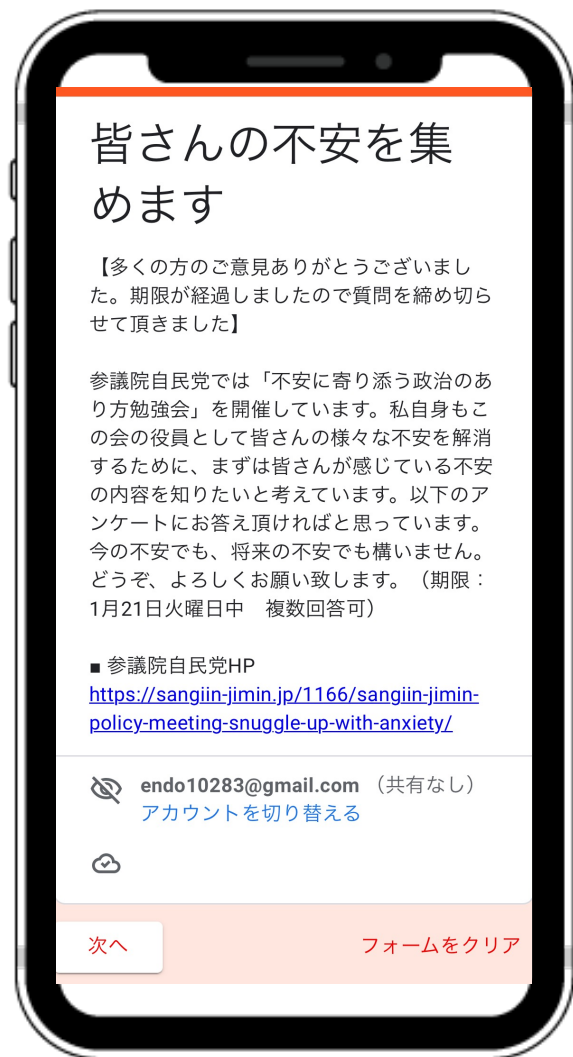 皆さんの不安を集
めます
【多くの方のご意見ありがとうございまし
た。期限が経過しましたので質問を締め切ら
せて頂きました】
参議院自民党では「不安に寄り添う政治のあ
り方勉強会」を開催しています。私自身もこ
の会の役員として皆さんの様々な不安を解消
するために、まずは皆さんが感じている不安
の内容を知りたいと考えています。以下のア
ンケートにお答え頂ければと思っています。
今の不安でも、将来の不安でも構いません。
どうぞ、よろしくお願い致します。（期限：
1月21日火曜日中　複数回答可）
■ 参議院自民党HP
https://sangiin-jimin.jp/1166/sangiin-jimin-
policy-meeting-snuggle-up-with-anxiety/
endo10283@gmail.com （共有なし）
アカウントを切り替える
次へ
フォームをクリア